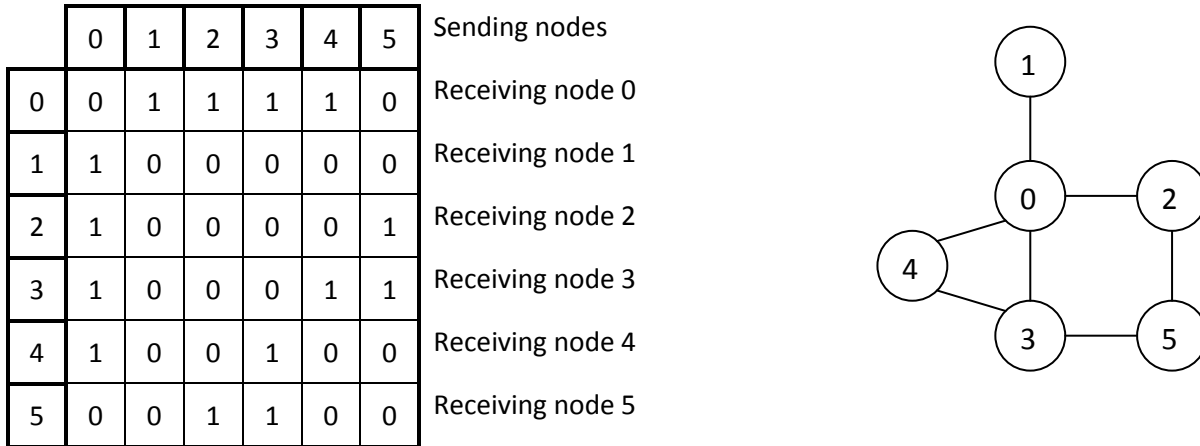 0 1 2 3 4 5 Sending nodes
0 0 1 1 1 1 0 Receiving node 0
1 1 0 0 0 0 0 Receiving node 1
2 1 0 0 0 0 1 Receiving node 2
3 1 0 0 0 1 1 Receiving node 3
4 1 0 0 1 0 0 Receiving node 4
5 0 0 1 1 0 0 Receiving node 5
1
0 2
4
3 5